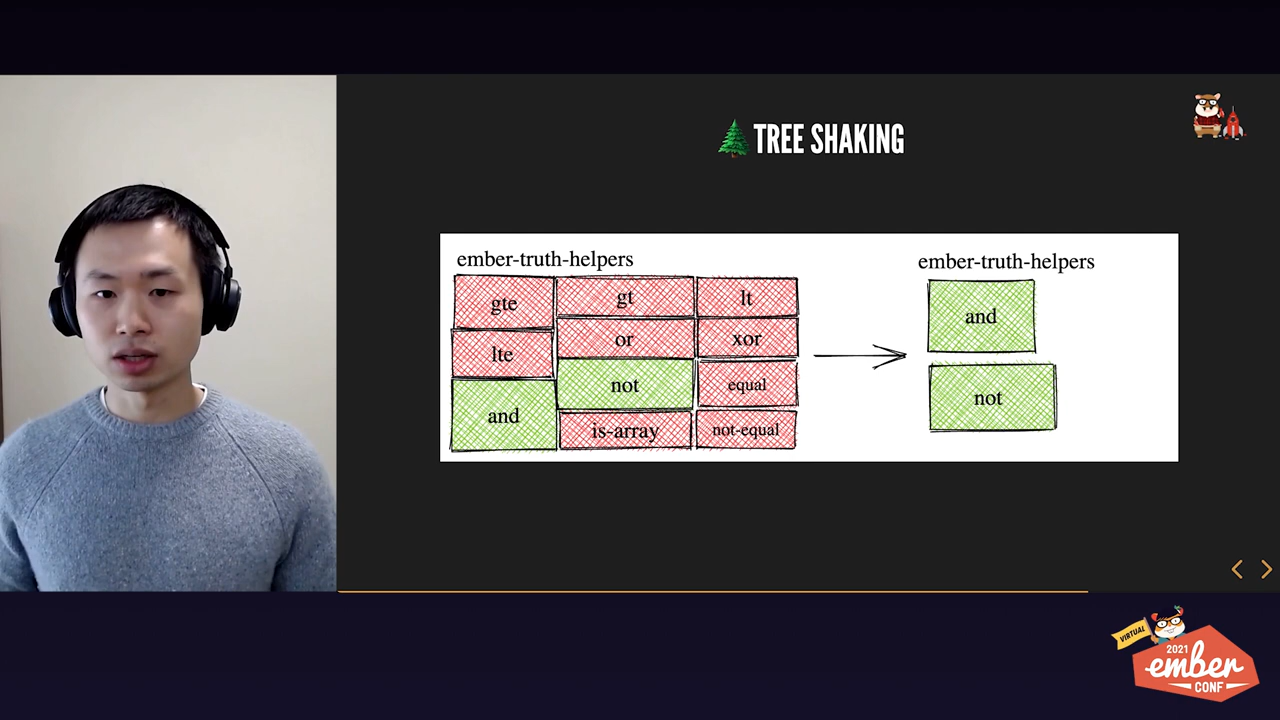 TREE SHAKING
ember-truth-helpers
gte
gt
lt
lte
or
xor
and
not
equal
is-array
not-equal
ember-truth-helpers
and
not
VIRTUAL
2021
ember
CONF